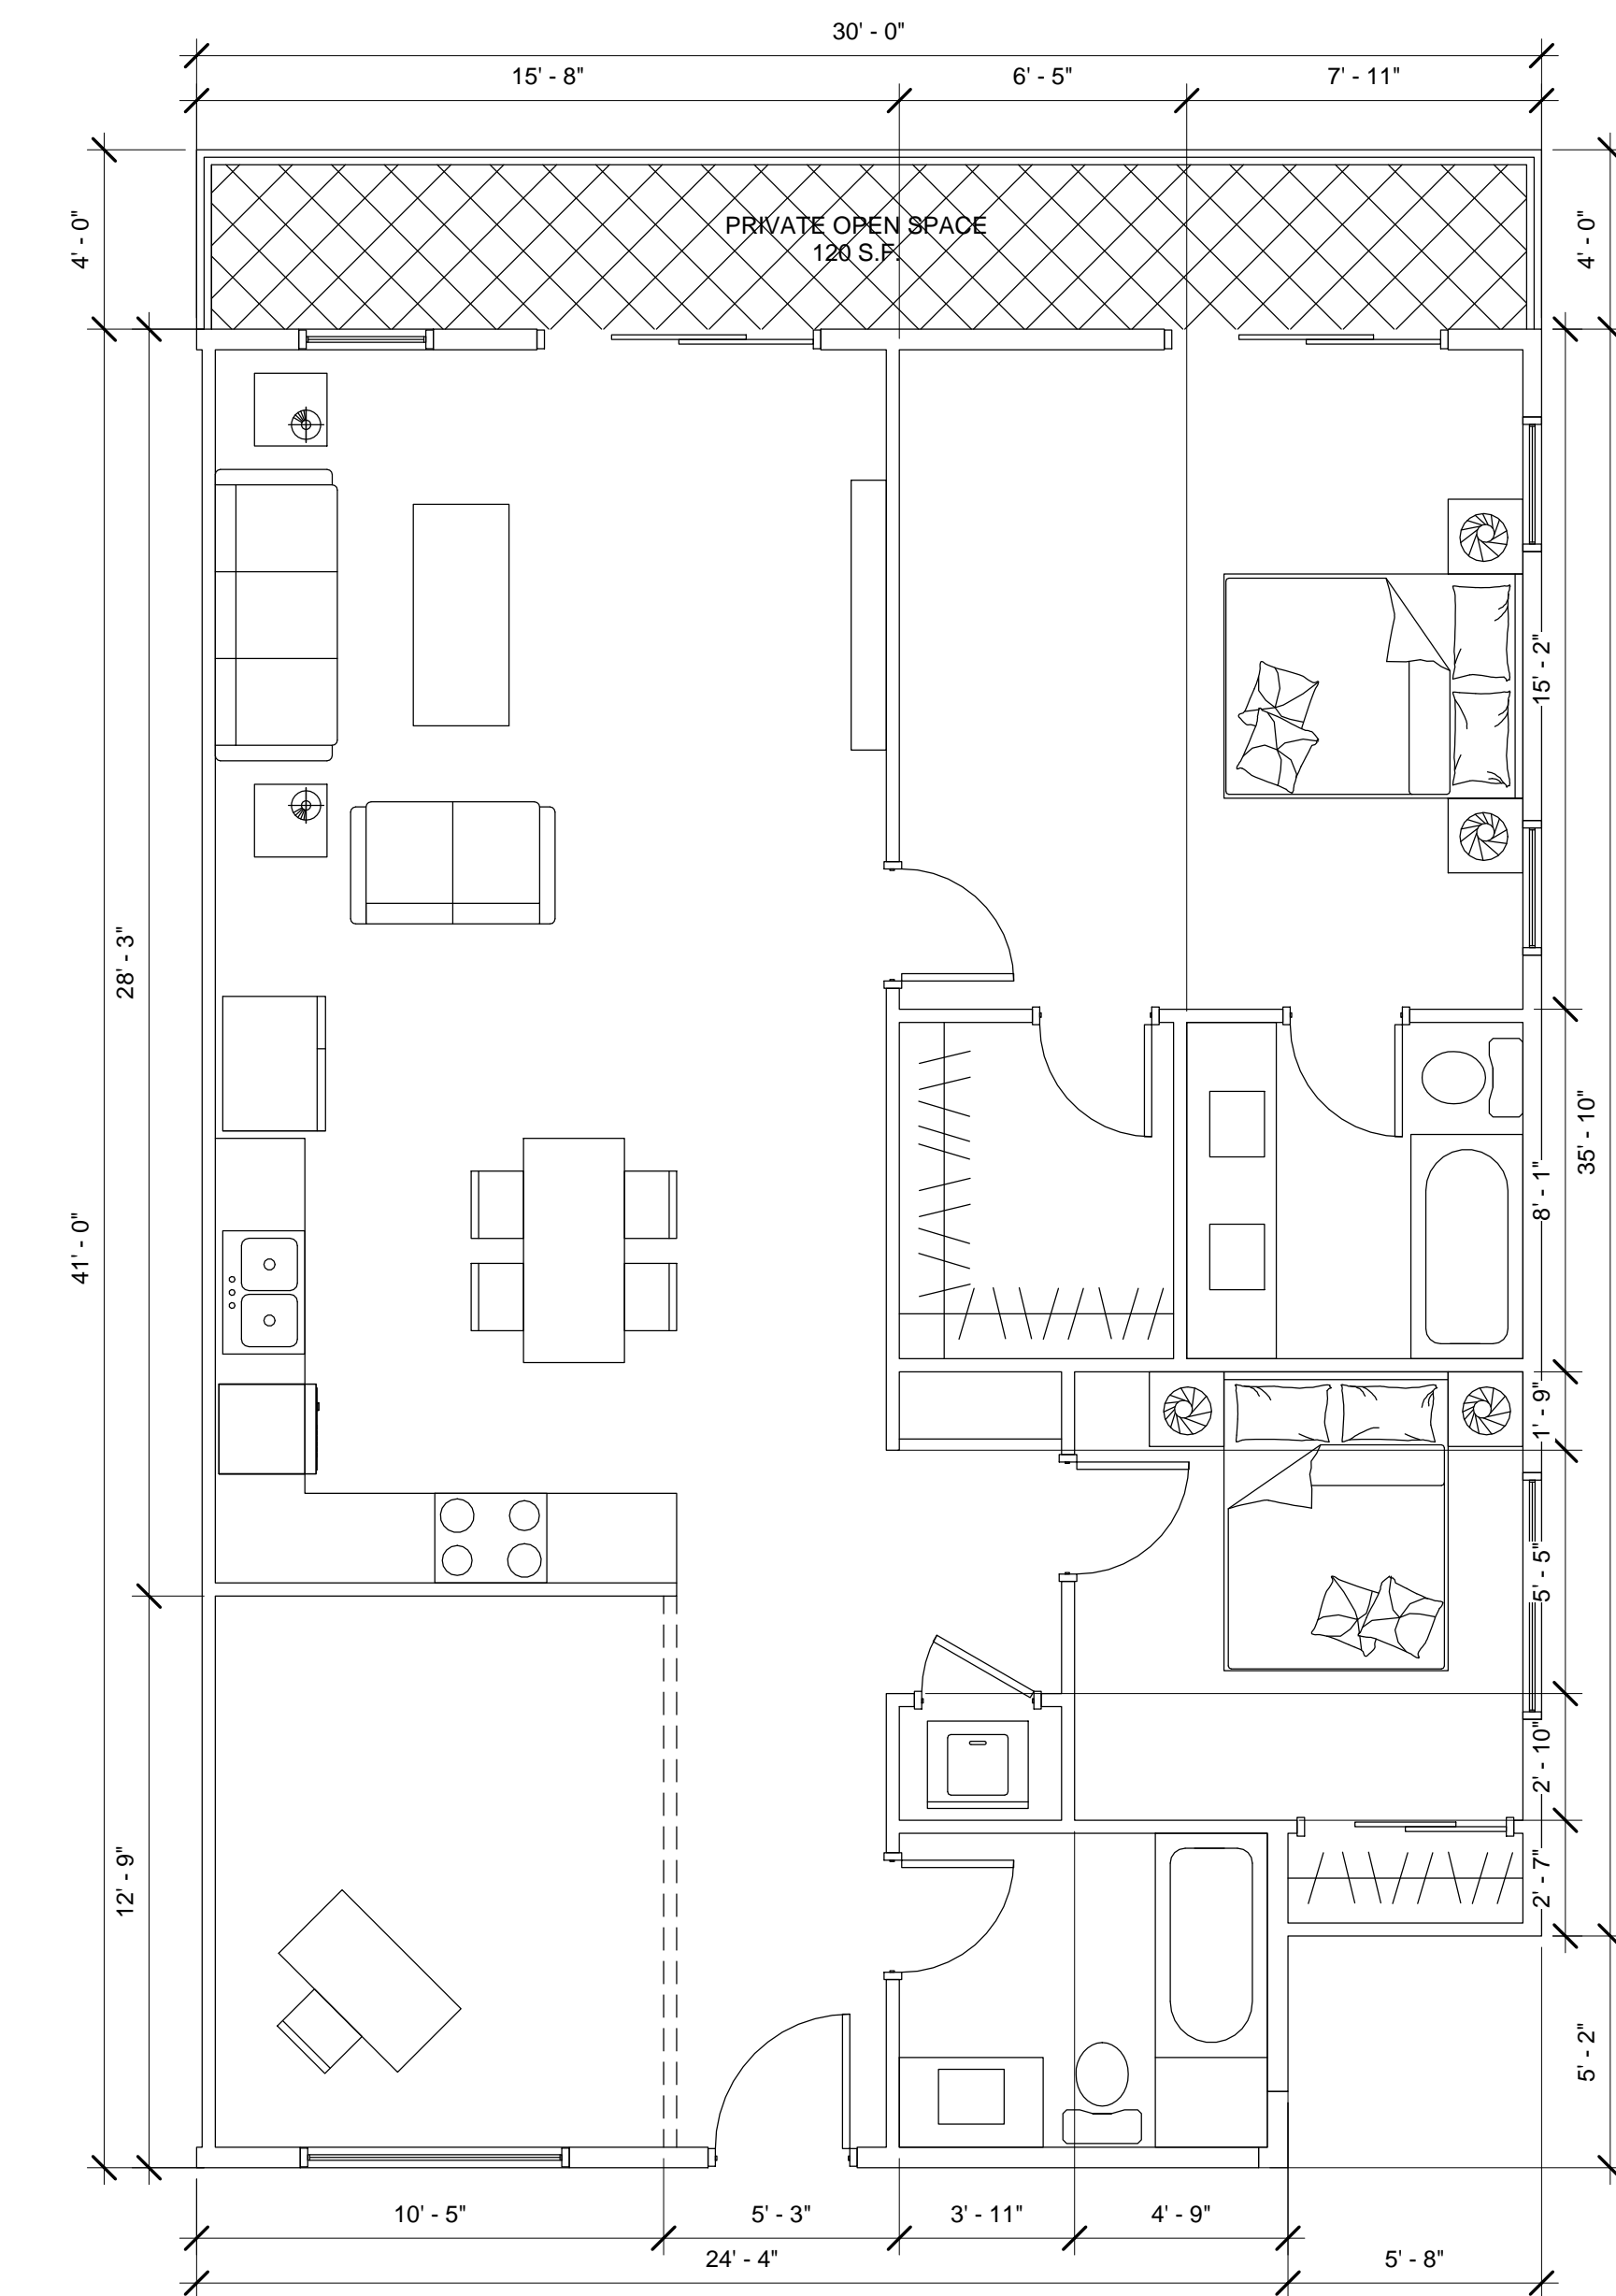 30' - 0"
15' - 8"
6' - 5"
7' - 11"
4' - 0"
4' - 0"
PRIVATE OPEN SPACE
120 S.F.
15' - 2"
28' - 3"
35' - 10"
8' - 1"
41' - 0"
1' - 9"
5' - 5"
2' - 10"
12' - 9"
2' - 7"
5' - 2"
10' - 5"
5' - 3"
3' - 11"
4' - 9"
24' - 4"
5' - 8"